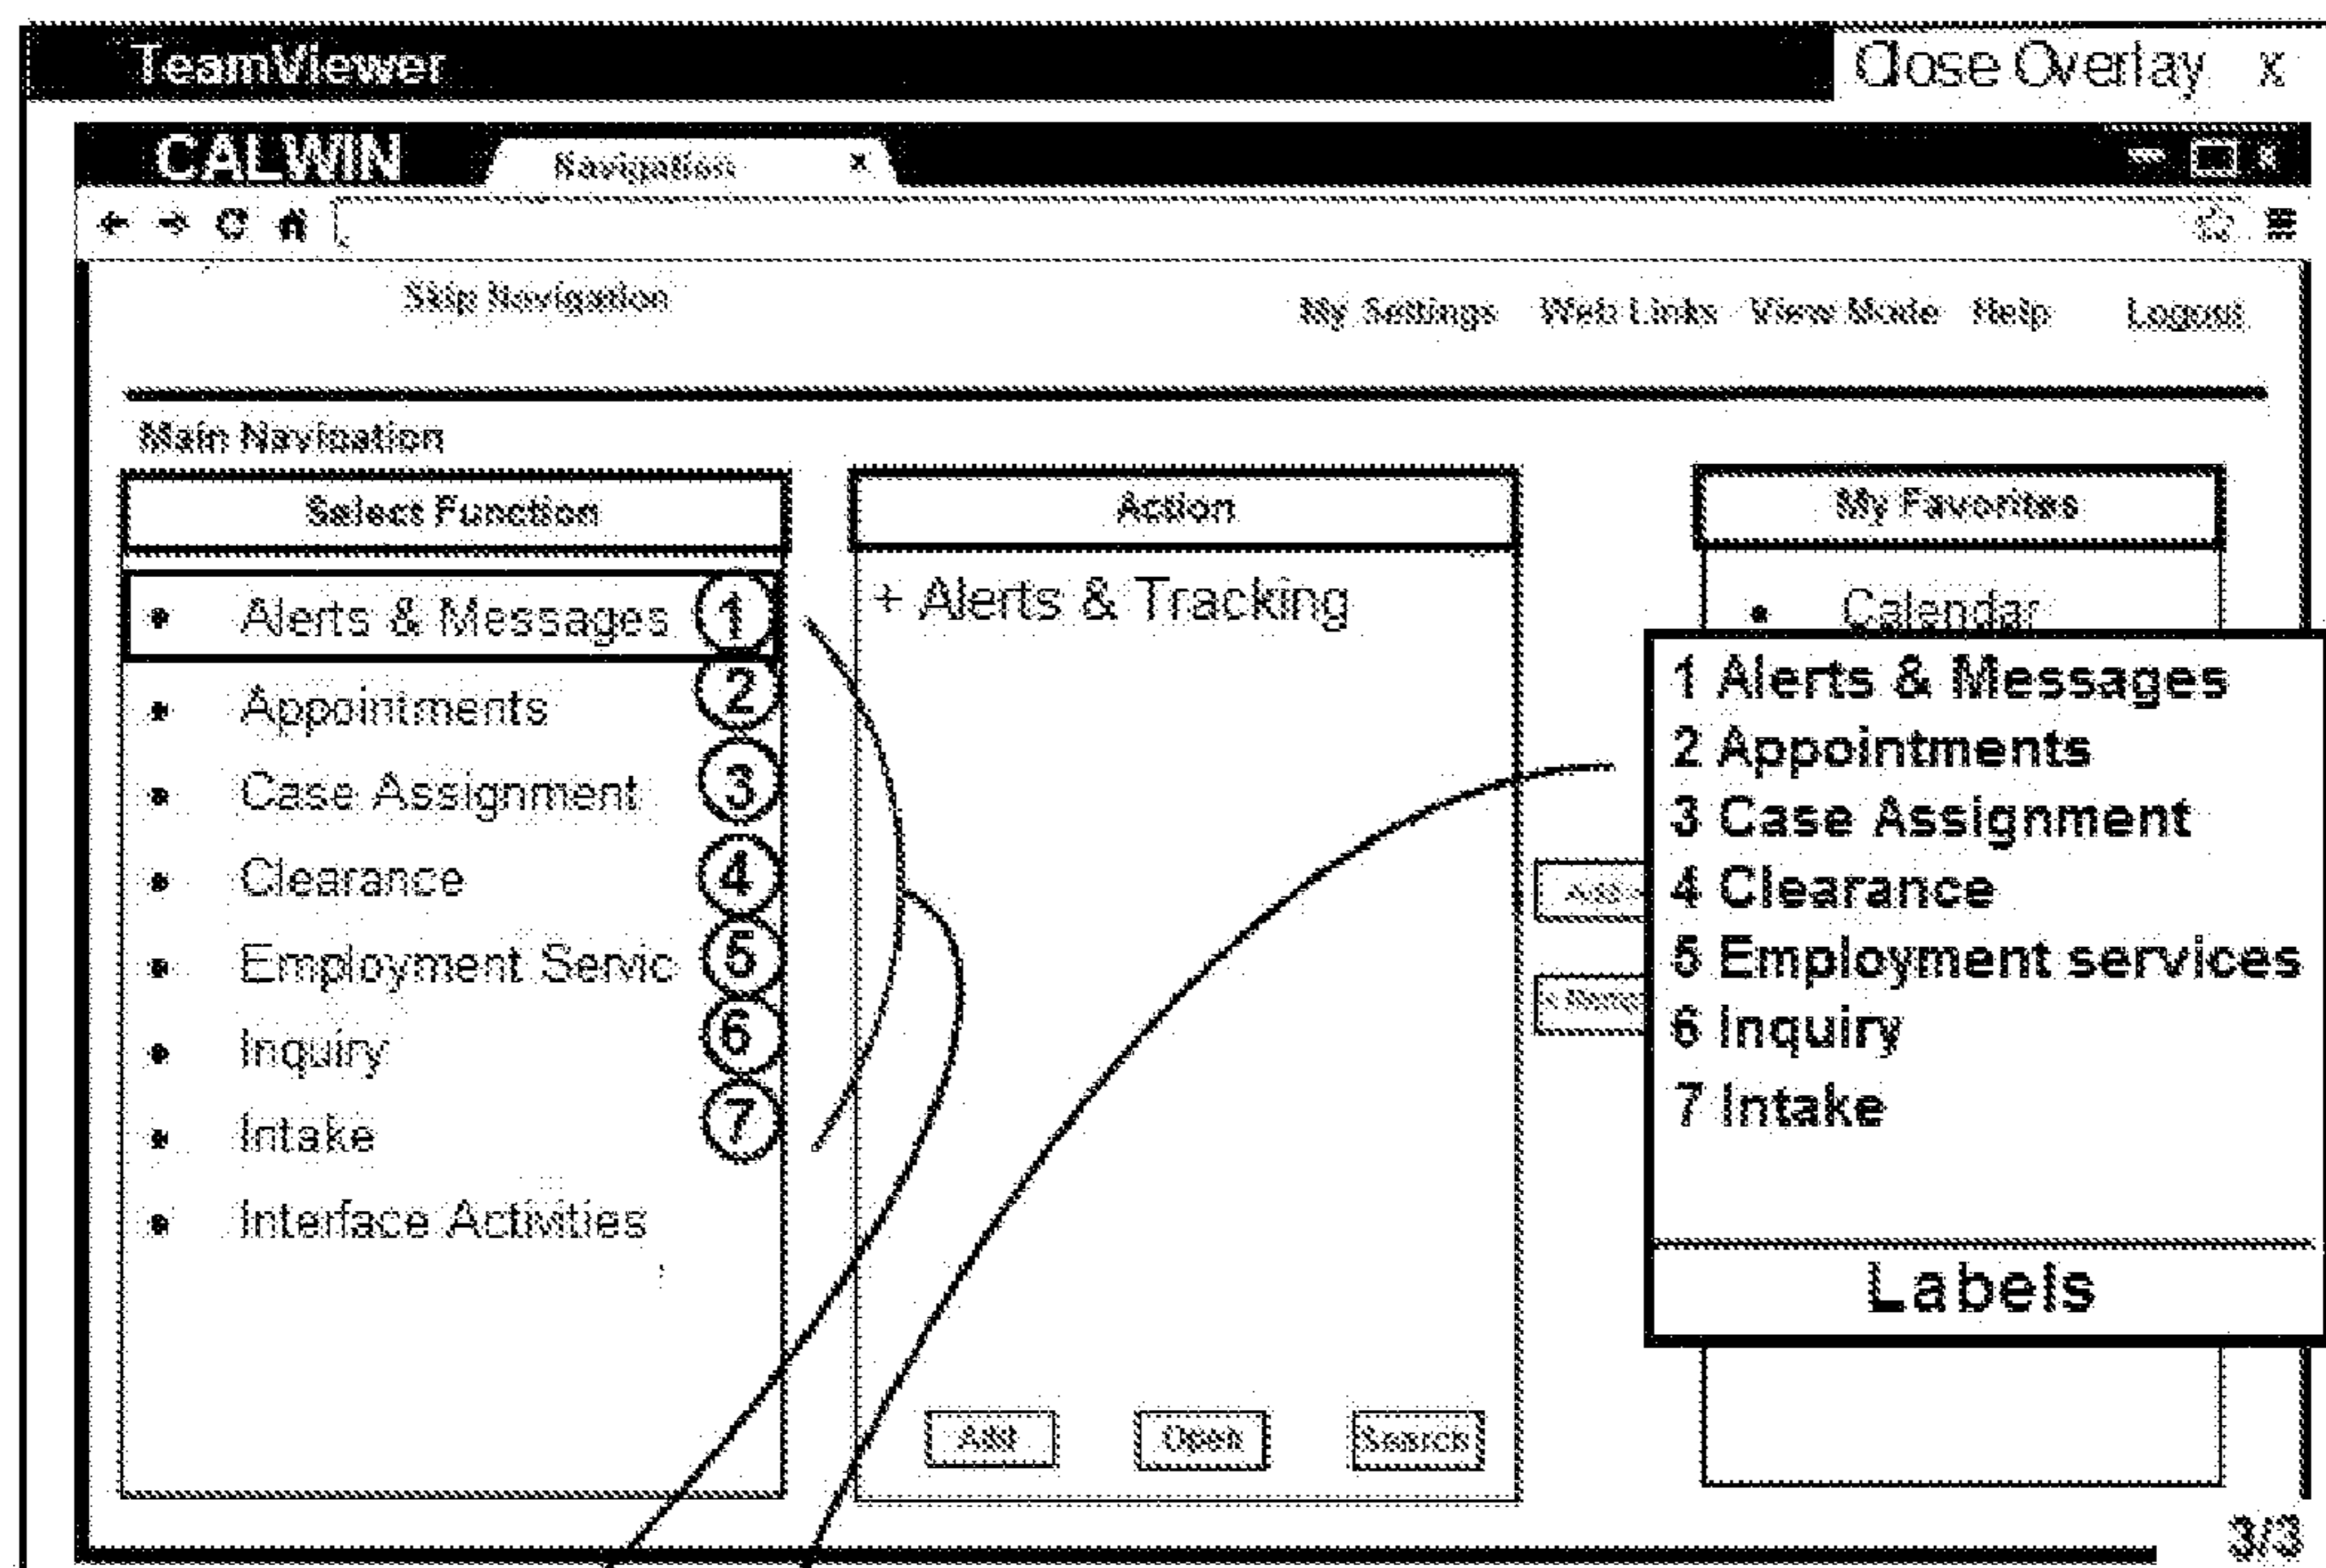 TeamViewer
Close Overlay x
CALWIN Navigation x
Skip Navigation
My Settings Web Links View Mode Help Logout
Main Navigation
Select Function
• Alerts & Messages 1
• Appointments 2
• Case Assignment 3
• Clearance 4
• Employment Servic 5
• Inquiry 6
• Intake 7
• Interface Activities
Action
+ Alerts & Tracking
Add Open Search
Add
My Favorites
• Calendar
1 Alerts & Messages
2 Appointments
3 Case Assignment
4 Clearance
5 Employment services
6 Inquiry
7 Intake
Labels
3/3